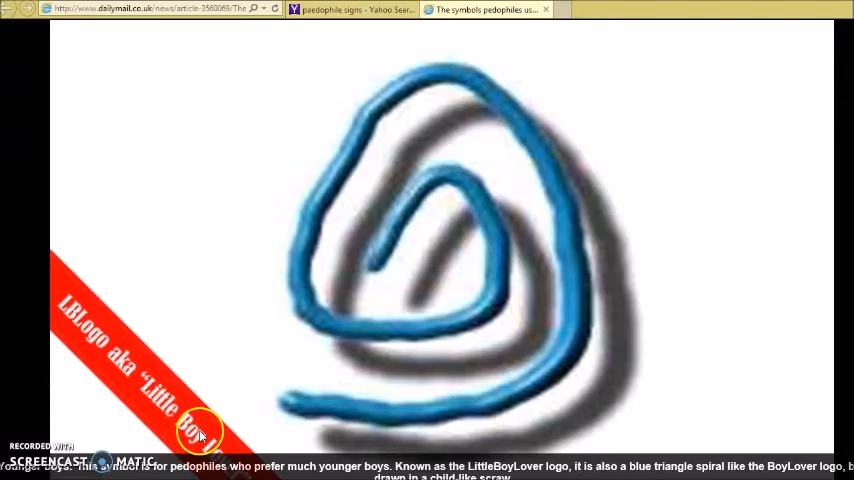 http://www.dailymail.co.uk/news/article-3560069/The
paedophile signs - Yahoo Sear...
The symbols pedophiles us...
LBLogo aka "Little Boy
RECORDED WITH
SCREENCAST MATIC
Younger boys: This symbol is for pedophiles who prefer much younger boys. Known as the LittleBoyLover logo, it is also a blue triangle spiral like the BoyLover logo, b
drawn in a child-like scraw